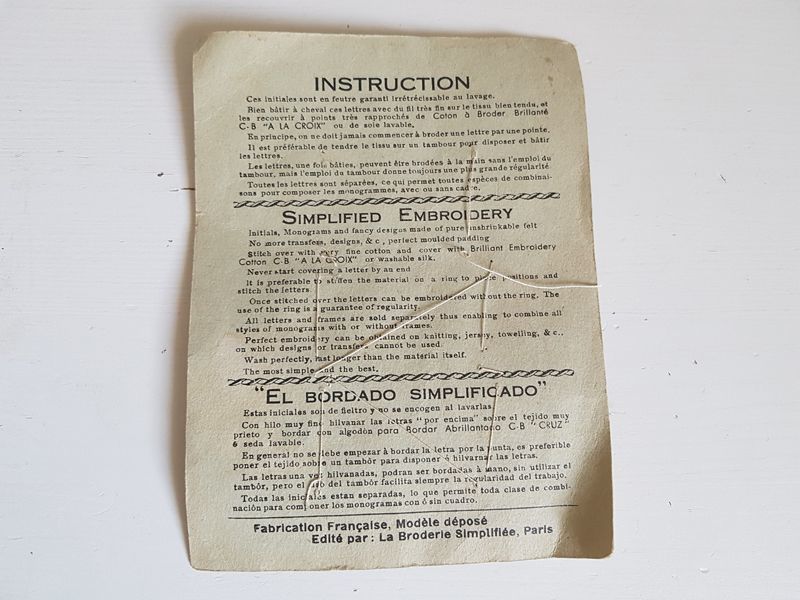 INSTRUCTION
Ces initiales sont en feutre garanti irrétrécissable au lavage.
Bien bâtir à cheval ces lettres avec du fil très fin sur le tissu bien tendu, et
les recouvrir à points très rapprochés de Coton à Broder Brillanté
C·B "A LA CROIX" ou de soie lavable.
En principe, on ne doit jamais commencer à broder une lettre par une pointe.
Il est préférable de tendre le tissu sur un tambour pour disposer et bâtir
les lettres.
Les lettres, une fois bâties, peuvent être brodées à la main sans l'emploi du
tambour, mais l'emploi du tambour donne toujours une plus grande régularité.
Toutes les lettres sont séparées, ce qui permet toutes espèces de combinai-
sons pour composer les monogrammes, avec ou sans cadre.
SIMPLIFIED EMBROIDERY
Initials, Monograms and fancy designs made of pure unshrinkable felt
No more transfers, designs, & c, perfect moulded padding
Stitch over with very fine cotton and cover with Brilliant Embroidery
Cotton C·B "A LA CROIX" or washable silk.
Never start covering a letter by an end
It is preferable to stiffen the material on a ring to place positions and
stitch the letters.
Once stitched over the letters can be embroidered without the ring. The
use of the ring is a guarantee of regularity.
All letters and frames are sold separately thus enabling to combine all
styles of monograms with or without frames.
Perfect embroidery can be obtained on knitting, jersey, towelling, & c.,
on which designs or transfers cannot be used.
Wash perfectly, last longer than the material itself.
The most simple and the best.
"EL BORDADO SIMPLIFICADO"
Estas iniciales son de fieltro y no se encogen al lavarlas
Con hilo muy fino hilvanar las letras "por encima" sobre el tejido muy
prieto y bordar con algodón para Bordar Abrillantado C·B "CRUZ"
ó seda lavable.
En general no se debe empezar á bordar la letra por la punta, es preferible
poner el tejido sobre un tambór para disponer é hilvarnar las letras.
Las letras una vez hilvanadas, podran ser bordadas à mano, sin utilizar el
tambór, pero el uso del tambór facilita siempre la regularidad del trabajo.
Todas las iniciales estan separadas, lo que permite toda clase de combi-
nación para componer los monogramas con ó sin cuadro.
Fabrication Française, Modèle déposé
Edité par : La Broderie Simplifiée, Paris